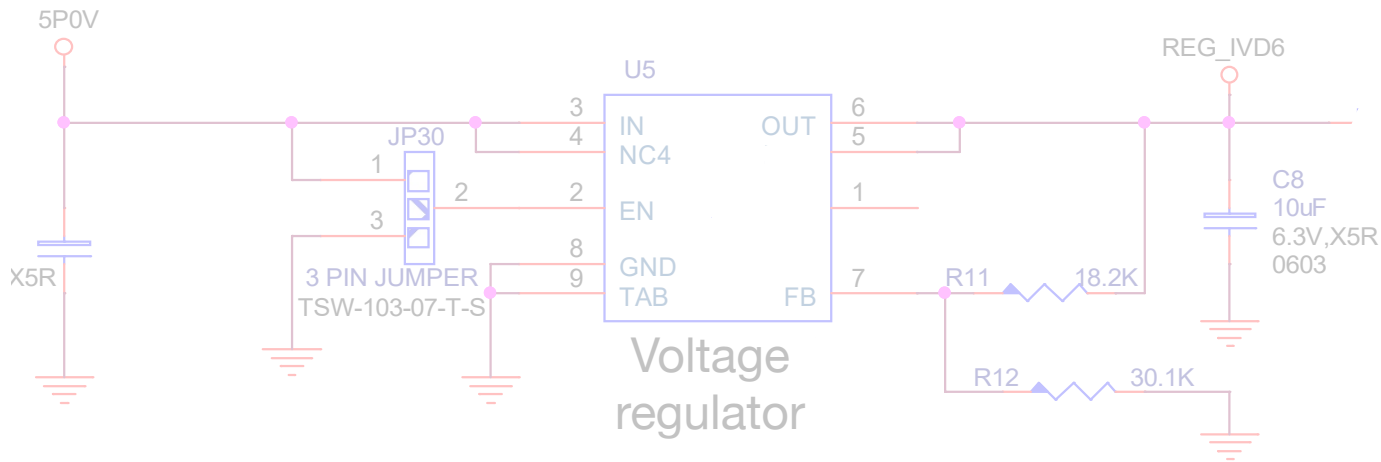 5P0V
REG_IVD6
U5
3
IN
OUT
6
4
NC4
5
JP30
1
2
2
EN
1
3
8
GND
9
TAB
FB
7
3 PIN JUMPER
TSW-103-07-T-S
X5R
R11
18.2K
C8
10uF
6.3V,X5R
0603
R12
30.1K
Voltage
regulator